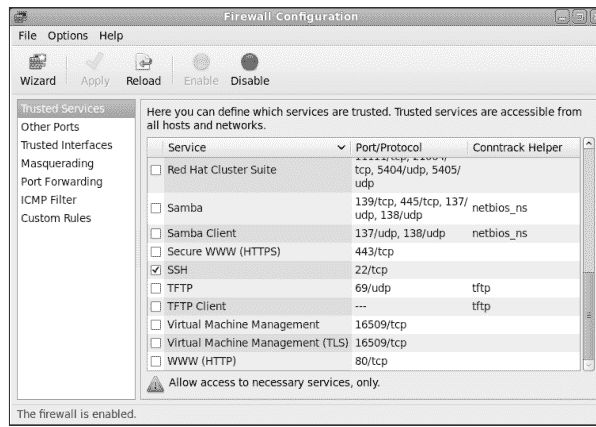 Firewall Configuration
File Options Help
Wizard Apply Reload Enable Disable
Trusted Services
Other Ports
Trusted Interfaces
Masquerading
Port Forwarding
ICMP Filter
Custom Rules
Here you can define which services are trusted. Trusted services are accessible from
all hosts and networks.
Service Port/Protocol Conntrack Helper
Red Hat Cluster Suite
tcp, 5404/udp, 5405/
udp
Samba
139/tcp, 445/tcp, 137/
udp, 138/udp
netbios_ns
Samba Client 137/udp, 138/udp netbios_ns
Secure WWW (HTTPS) 443/tcp
SSH 22/tcp
TFTP 69/udp tftp
TFTP Client --- tftp
Virtual Machine Management 16509/tcp
Virtual Machine Management (TLS) 16509/tcp
WWW (HTTP) 80/tcp
Allow access to necessary services, only.
The firewall is enabled.